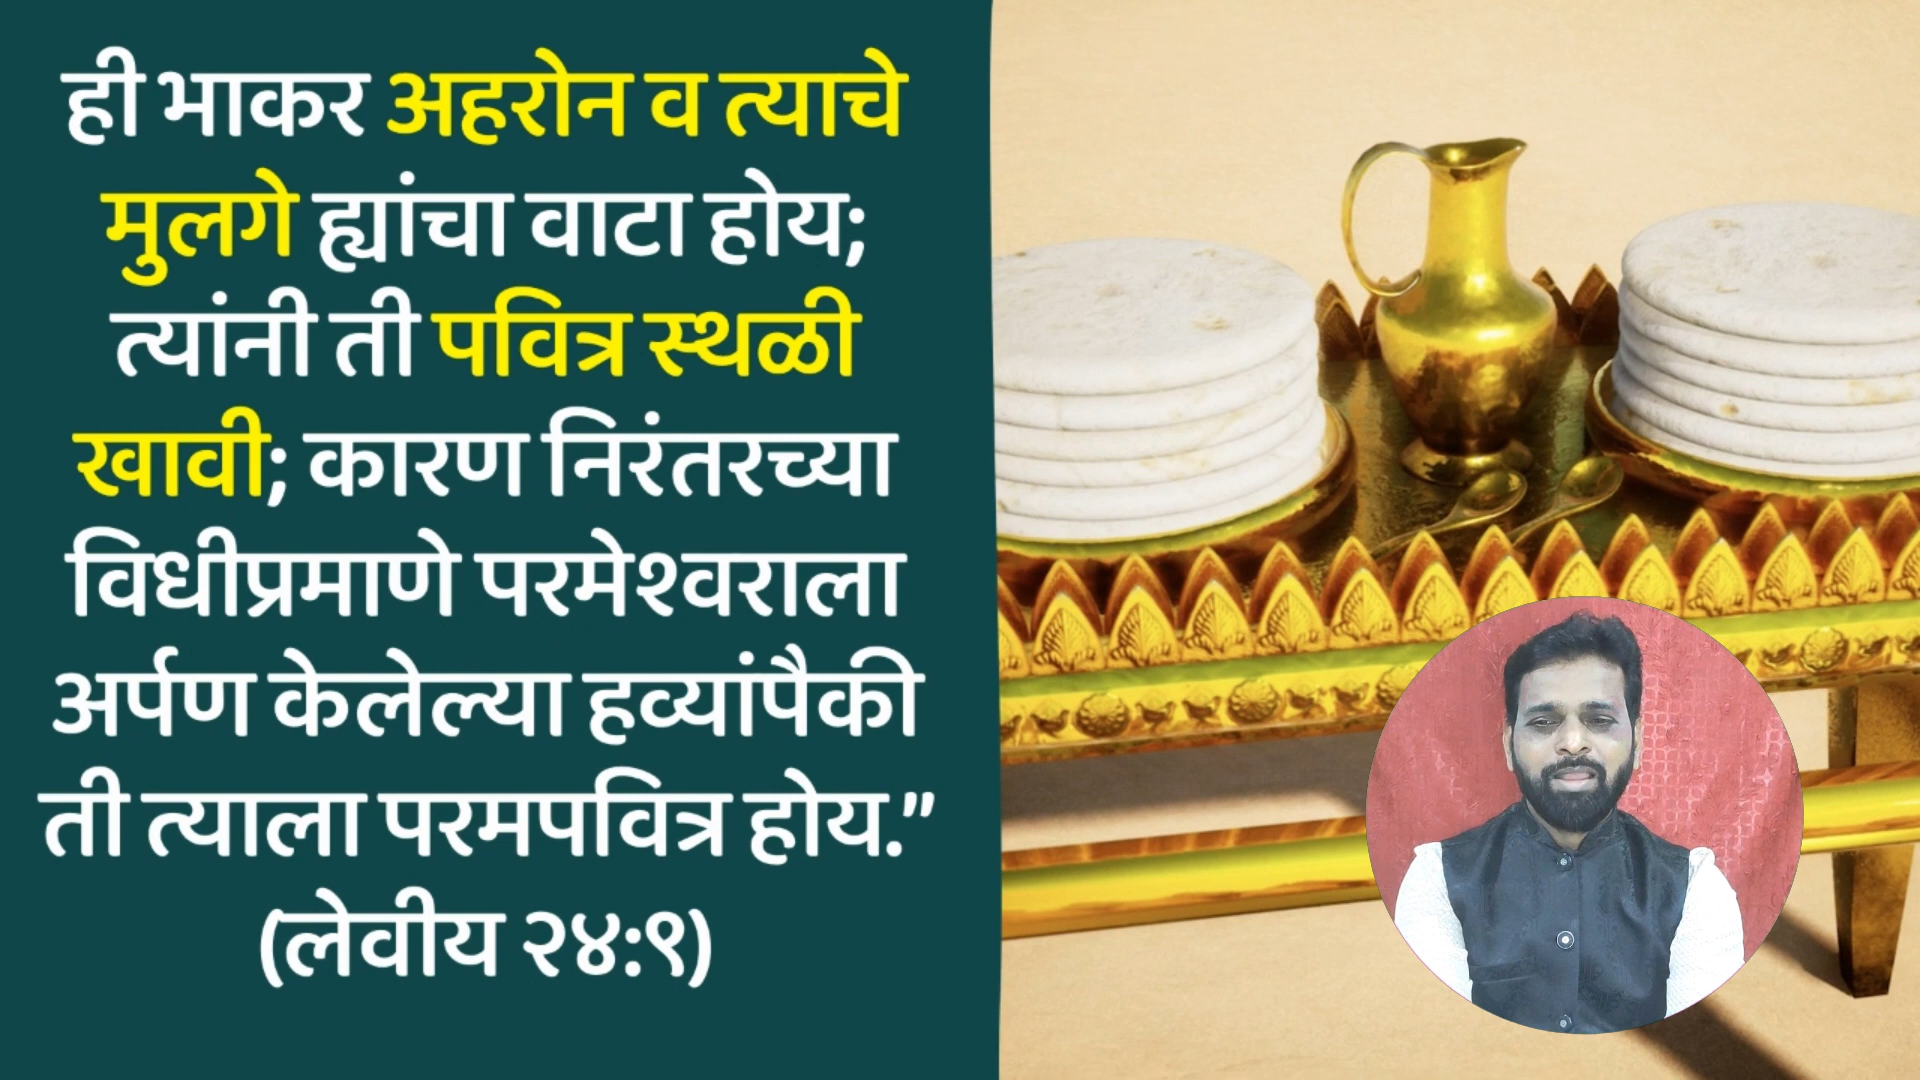 ही भाकर अहरोन व त्याचे
मुलगे ह्यांचा वाटा होय;
त्यांनी ती पवित्र स्थळी
खावी; कारण निरंतरच्या
विधीप्रमाणे परमेश्वराला
अर्पण केलेल्या हव्यांपैकी
ती त्याला परमपवित्र होय.”
(लेवीय २४:९)